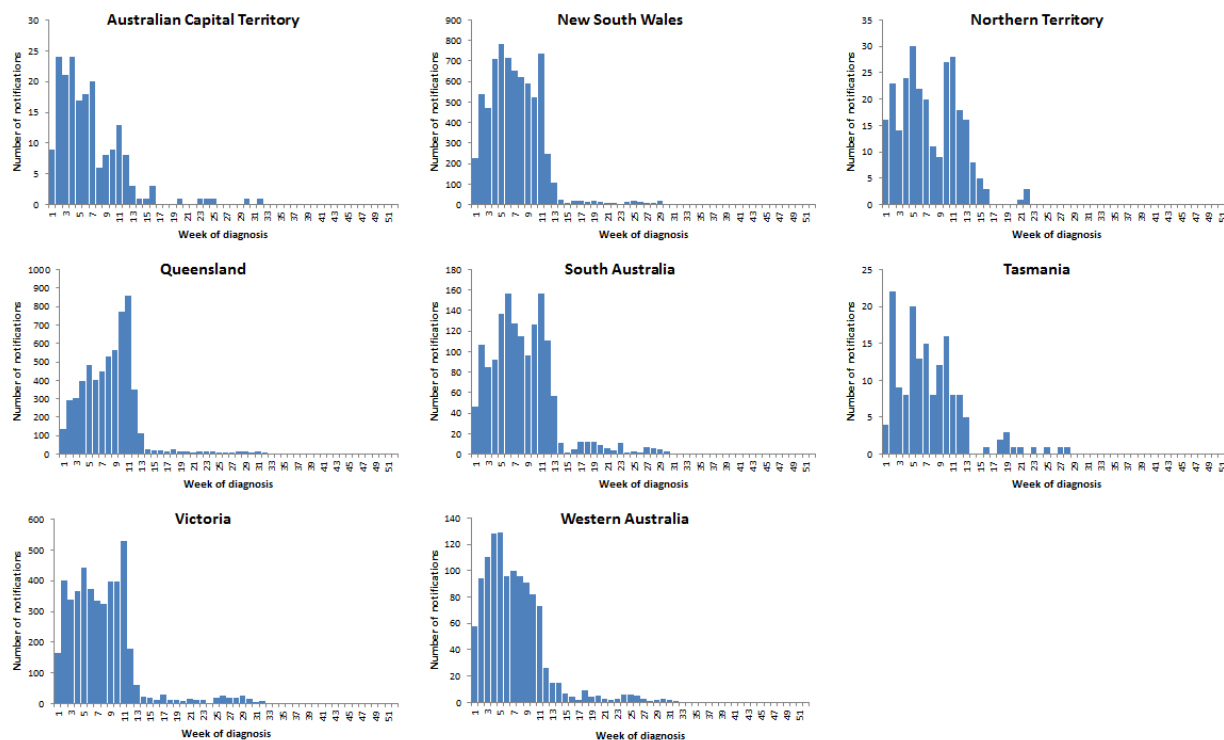 Australian Capital Territory
Number of notifications
30
25
20
15
10
5
0
1 3 5 7 9 11 13 15 17 19 21 23 25 27 29 31 33 35 37 39 41 43 45 47 49 51
Week of diagnosis
New South Wales
Number of notifications
900
800
700
600
500
400
300
200
100
0
1 3 5 7 9 11 13 15 17 19 21 23 25 27 29 31 33 35 37 39 41 43 45 47 49 51
Week of diagnosis
Northern Territory
Number of notifications
35
30
25
20
15
10
5
0
1 3 5 7 9 11 13 15 17 19 21 23 25 27 29 31 33 35 37 39 41 43 45 47 49 51
Week of diagnosis
Queensland
Number of notifications
1000
900
800
700
600
500
400
300
200
100
0
1 3 5 7 9 11 13 15 17 19 21 23 25 27 29 31 33 35 37 39 41 43 45 47 49 51
Week of diagnosis
South Australia
Number of notifications
180
160
140
120
100
80
60
40
20
0
1 3 5 7 9 11 13 15 17 19 21 23 25 27 29 31 33 35 37 39 41 43 45 47 49 51
Week of diagnosis
Tasmania
Number of notifications
25
20
15
10
5
0
1 3 5 7 9 11 13 15 17 19 21 23 25 27 29 31 33 35 37 39 41 43 45 47 49 51
Week of diagnosis
Victoria
Number of notifications
600
500
400
300
200
100
0
1 3 5 7 9 11 13 15 17 19 21 23 25 27 29 31 33 35 37 39 41 43 45 47 49 51
Week of diagnosis
Western Australia
Number of notifications
140
120
100
80
60
40
20
0
1 3 5 7 9 11 13 15 17 19 21 23 25 27 29 31 33 35 37 39 41 43 45 47 49 51
Week of diagnosis